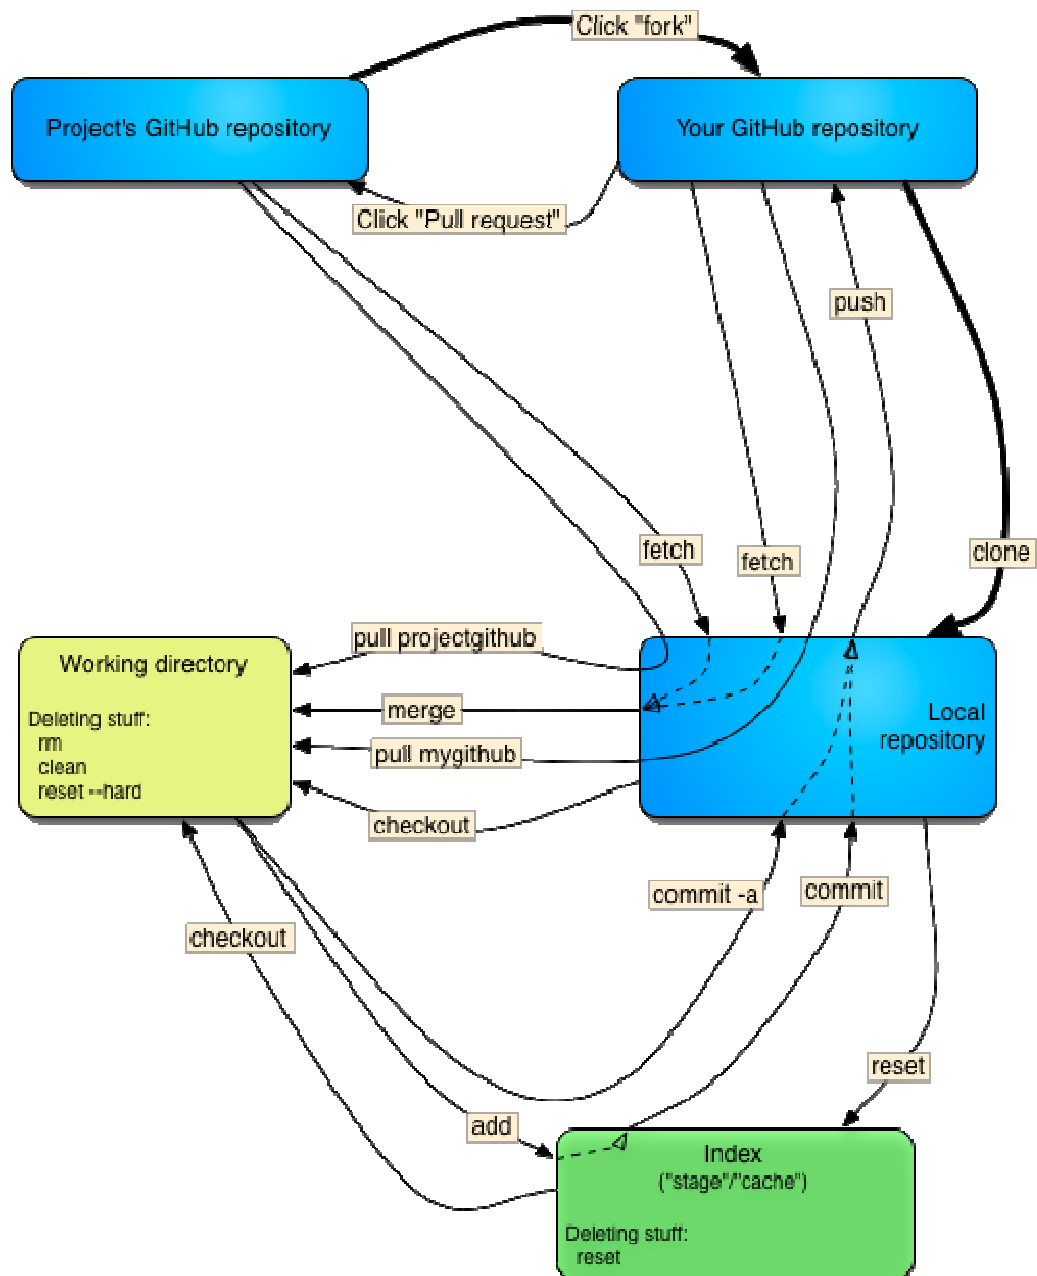 Click "fork"
Project's GitHub repository
Your GitHub repository
Click "Pull request"
push
fetch
fetch
clone
pull projectgithub
Working directory
merge
Local
repository
Deleting stuff:
rm
clean
reset --hard
pull mygithub
checkout
commit -a
commit
checkout
reset
add
Index
("stage"/"cache")
Deleting stuff:
reset